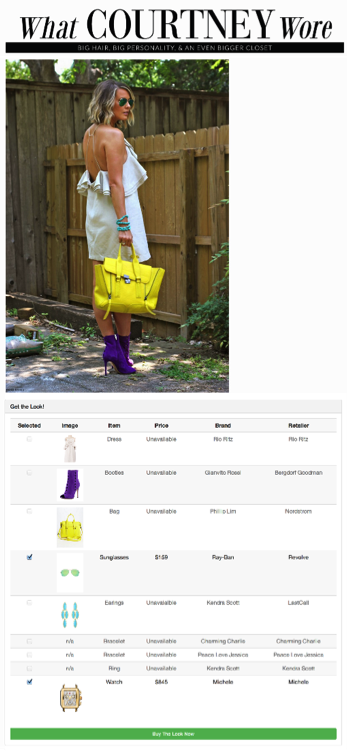 What COURTNEY Wore
BIG HAIR, BIG PERSONALITY, & AN EVEN BIGGER CLOSET
Get the Look!
Selected Image Item Price Brand Retailer
Dress Unavailable Rio Ritz Rio Ritz
Booties Unavailable Gianvito Rossi Bergdorf Goodman
Bag Unavailable Phillip Lim Nordstrom
Sunglasses $159 Ray-Ban Revolve
Earings Unavailable Kendra Scott LastCall
n/a Bracelet Unavailable Charming Charlie Charming Charlie
n/a Bracelet Unavailable Peace Love Jessica Peace Love Jessica
n/a Ring Unavailable Kendra Scott Kendra Scott
Watch $845 Michele Michele
Buy The Look Now